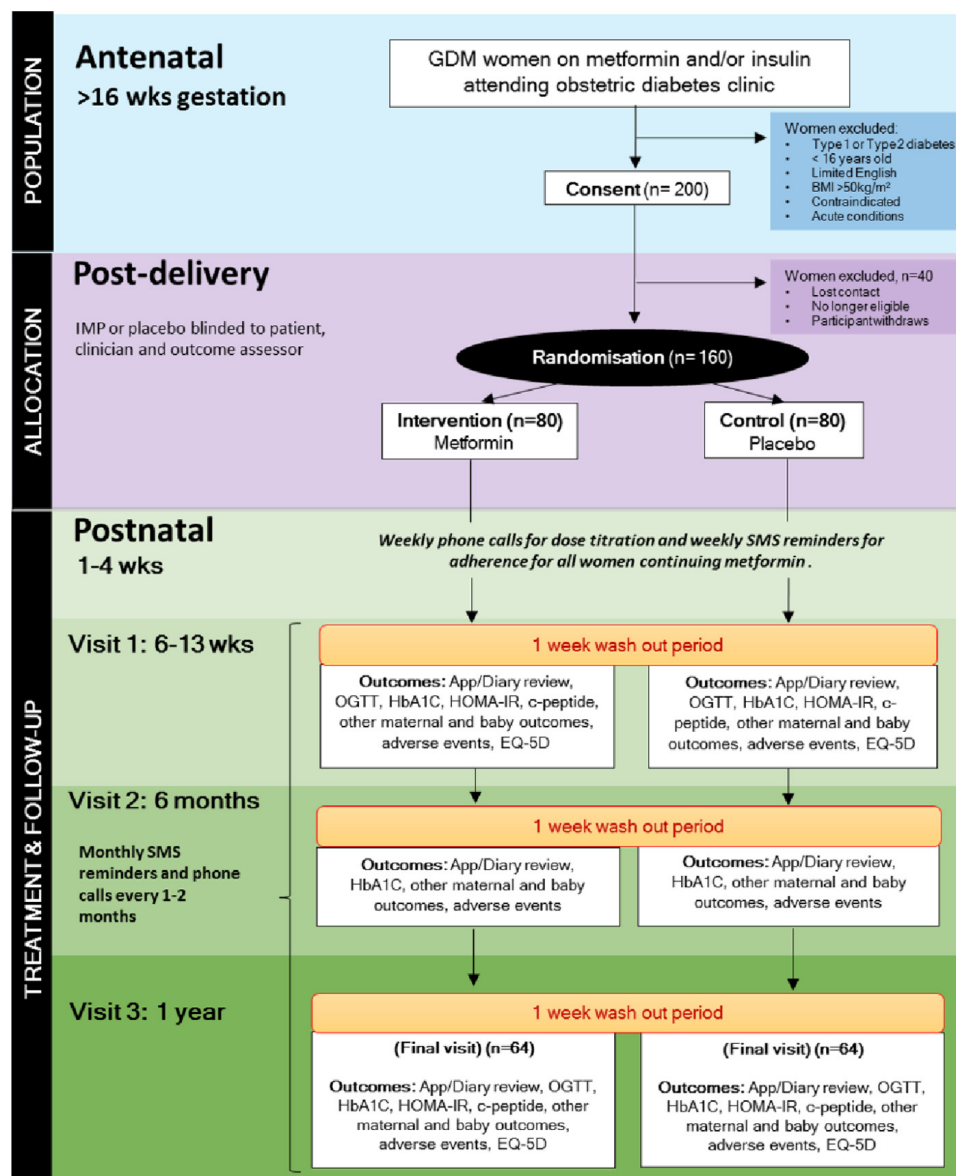 POPULATION
Antenatal
>16 wks gestation
GDM women on metformin and/or insulin
attending obstetric diabetes clinic
Women excluded:
• Type 1 or Type 2 diabetes
• < 16 years old
• Limited English
• BMI >50kg/m²
• Contraindicated
• Acute conditions
Consent (n= 200)
ALLOCATION
Post-delivery
IMP or placebo blinded to patient,
clinician and outcome assessor
Women excluded, n=40
• Lost contact
• No longer eligible
• Participant withdraws
Randomisation (n= 160)
Intervention (n=80)
Metformin
Control (n=80)
Placebo
TREATMENT & FOLLOW-UP
Postnatal
1-4 wks
Weekly phone calls for dose titration and weekly SMS reminders for
adherence for all women continuing metformin .
Visit 1: 6-13 wks
1 week wash out period
Outcomes: App/Diary review,
OGTT, HbA1C, HOMA-IR, c-peptide,
other maternal and baby outcomes,
adverse events, EQ-5D
Outcomes: App/Diary review,
OGTT, HbA1C, HOMA-IR, c-
peptide, other maternal and baby
outcomes, adverse events, EQ-5D
Visit 2: 6 months
Monthly SMS
reminders and phone
calls every 1-2
months
1 week wash out period
Outcomes: App/Diary review,
HbA1C, other maternal and baby
outcomes, adverse events
Outcomes: App/Diary review,
HbA1C, other maternal and baby
outcomes, adverse events
Visit 3: 1 year
1 week wash out period
(Final visit) (n=64)
Outcomes: App/Diary review, OGTT,
HbA1C, HOMA-IR, c-peptide, other
maternal and baby outcomes,
adverse events, EQ-5D
(Final visit) (n=64)
Outcomes: App/Diary review, OGTT,
HbA1C, HOMA-IR, c-peptide, other
maternal and baby outcomes,
adverse events, EQ-5D